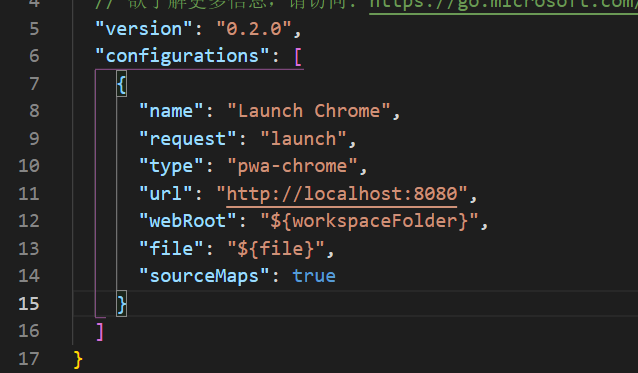 4 // 欲了解更多信息，请访问: https://go.microsoft.com/
5 "version": "0.2.0",
6 "configurations": [
7 {
8 "name": "Launch Chrome",
9 "request": "launch",
10 "type": "pwa-chrome",
11 "url": "http://localhost:8080",
12 "webRoot": "${workspaceFolder}",
13 "file": "${file}",
14 "sourceMaps": true
15 }
16 ]
17 }